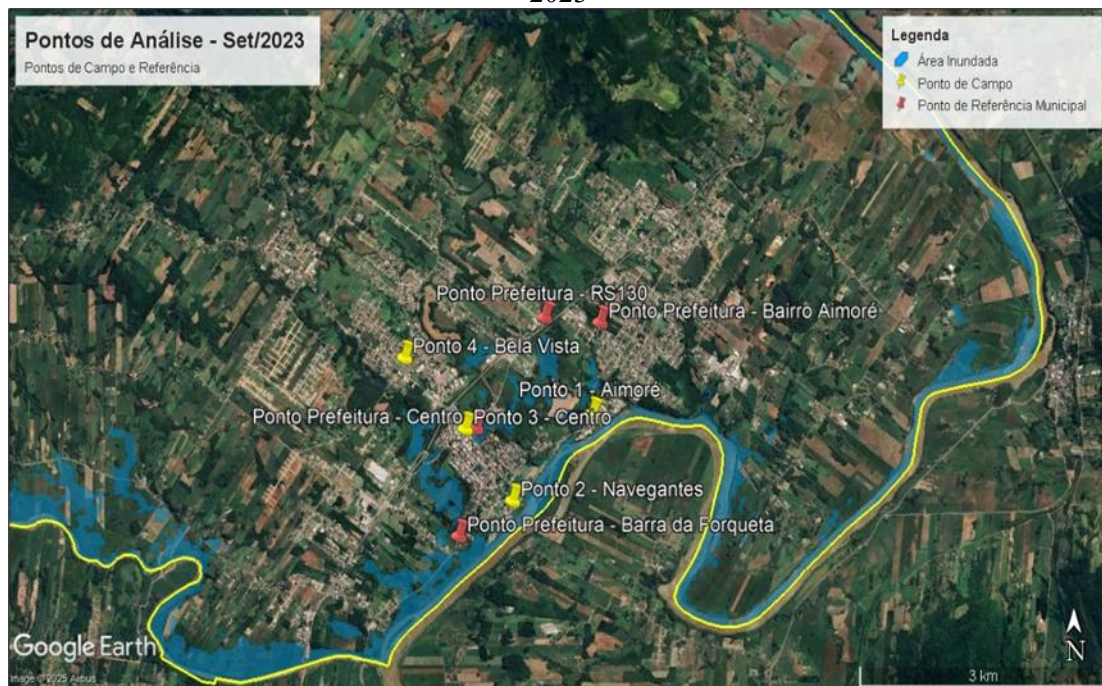 2023
Pontos de Análise - Set/2023
Pontos de Campo e Referência
Legenda
Área Inundada
Ponto de Campo
Ponto de Referência Municipal
Ponto Prefeitura - RS130
Ponto Prefeitura - Bairro Aimoré
Ponto 4 - Bela Vista
Ponto 1 - Aimoré
Ponto Prefeitura - Centro
Ponto 3 - Centro
Ponto 2 - Navegantes
Ponto Prefeitura - Barra da Forqueta
Google Earth
Image © 2025 Airbus
N
3 km